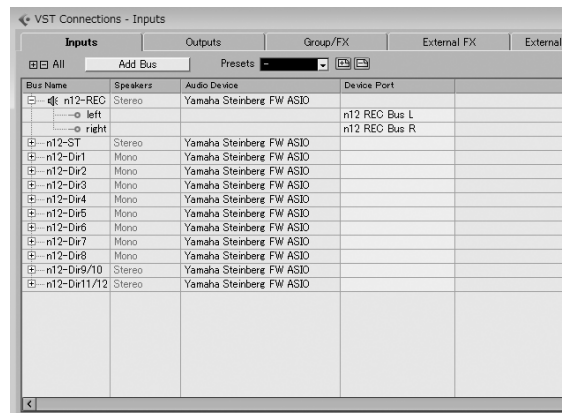 VST Connections - Inputs
Inputs Outputs Group/FX External FX External
All Add Bus Presets -
Bus Name Speakers Audio Device Device Port
n12-REC Stereo Yamaha Steinberg FW ASIO
left n12 REC Bus L
right n12 REC Bus R
n12-ST Stereo Yamaha Steinberg FW ASIO
n12-Dir1 Mono Yamaha Steinberg FW ASIO
n12-Dir2 Mono Yamaha Steinberg FW ASIO
n12-Dir3 Mono Yamaha Steinberg FW ASIO
n12-Dir4 Mono Yamaha Steinberg FW ASIO
n12-Dir5 Mono Yamaha Steinberg FW ASIO
n12-Dir6 Mono Yamaha Steinberg FW ASIO
n12-Dir7 Mono Yamaha Steinberg FW ASIO
n12-Dir8 Mono Yamaha Steinberg FW ASIO
n12-Dir9/10 Stereo Yamaha Steinberg FW ASIO
n12-Dir11/12 Stereo Yamaha Steinberg FW ASIO